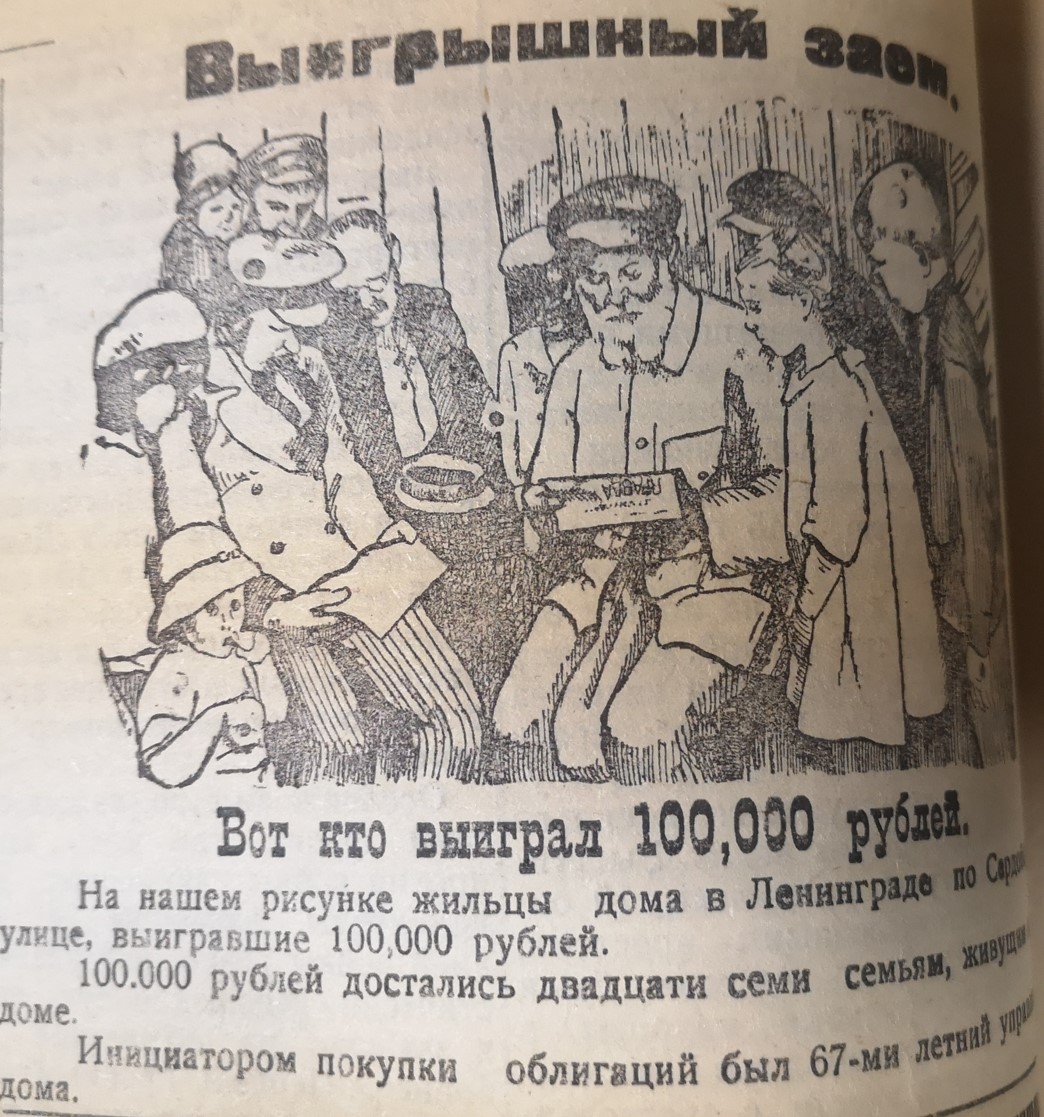 Выигрышный заем.
ПРАВДА
Вот кто выиграл 100,000 рублей.
На нашем рисунке жильцы дома в Ленинграде по
улице, выигравшие 100,000 рублей.
100.000 рублей достались двадцати семи семьям,
доме.
Инициатором покупки облигаций был 67-ми летний
дома.